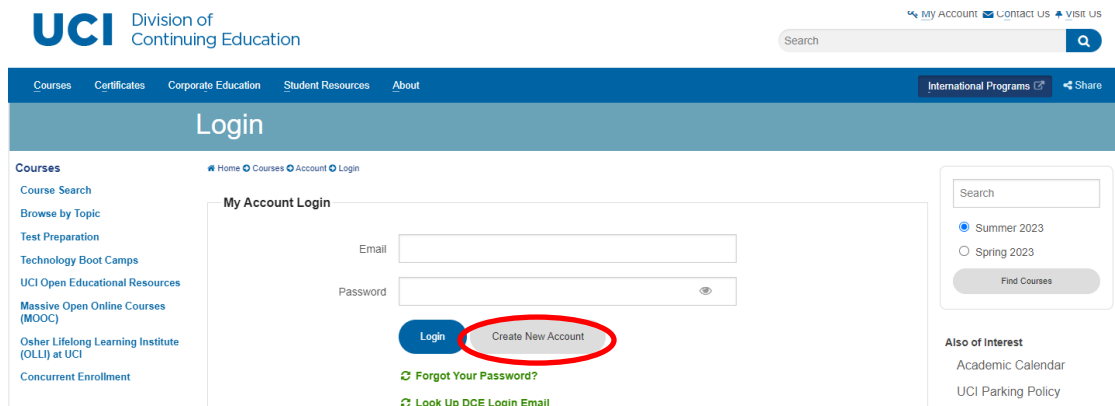 My Account Contact Us Visit Us
UCI Division of
Continuing Education
Search
Courses Certificates Corporate Education Student Resources About International Programs Share
Login
Courses
Course Search
Browse by Topic
Test Preparation
Technology Boot Camps
UCI Open Educational Resources
Massive Open Online Courses
(MOOC)
Osher Lifelong Learning Institute
(OLLI) at UCI
Concurrent Enrollment
Home Courses Account Login
My Account Login
Email
Password
Login Create New Account
Forgot Your Password?
Look Up DCE Login Email
Search
Summer 2023
Spring 2023
Find Courses
Also of Interest
Academic Calendar
UCI Parking Policy